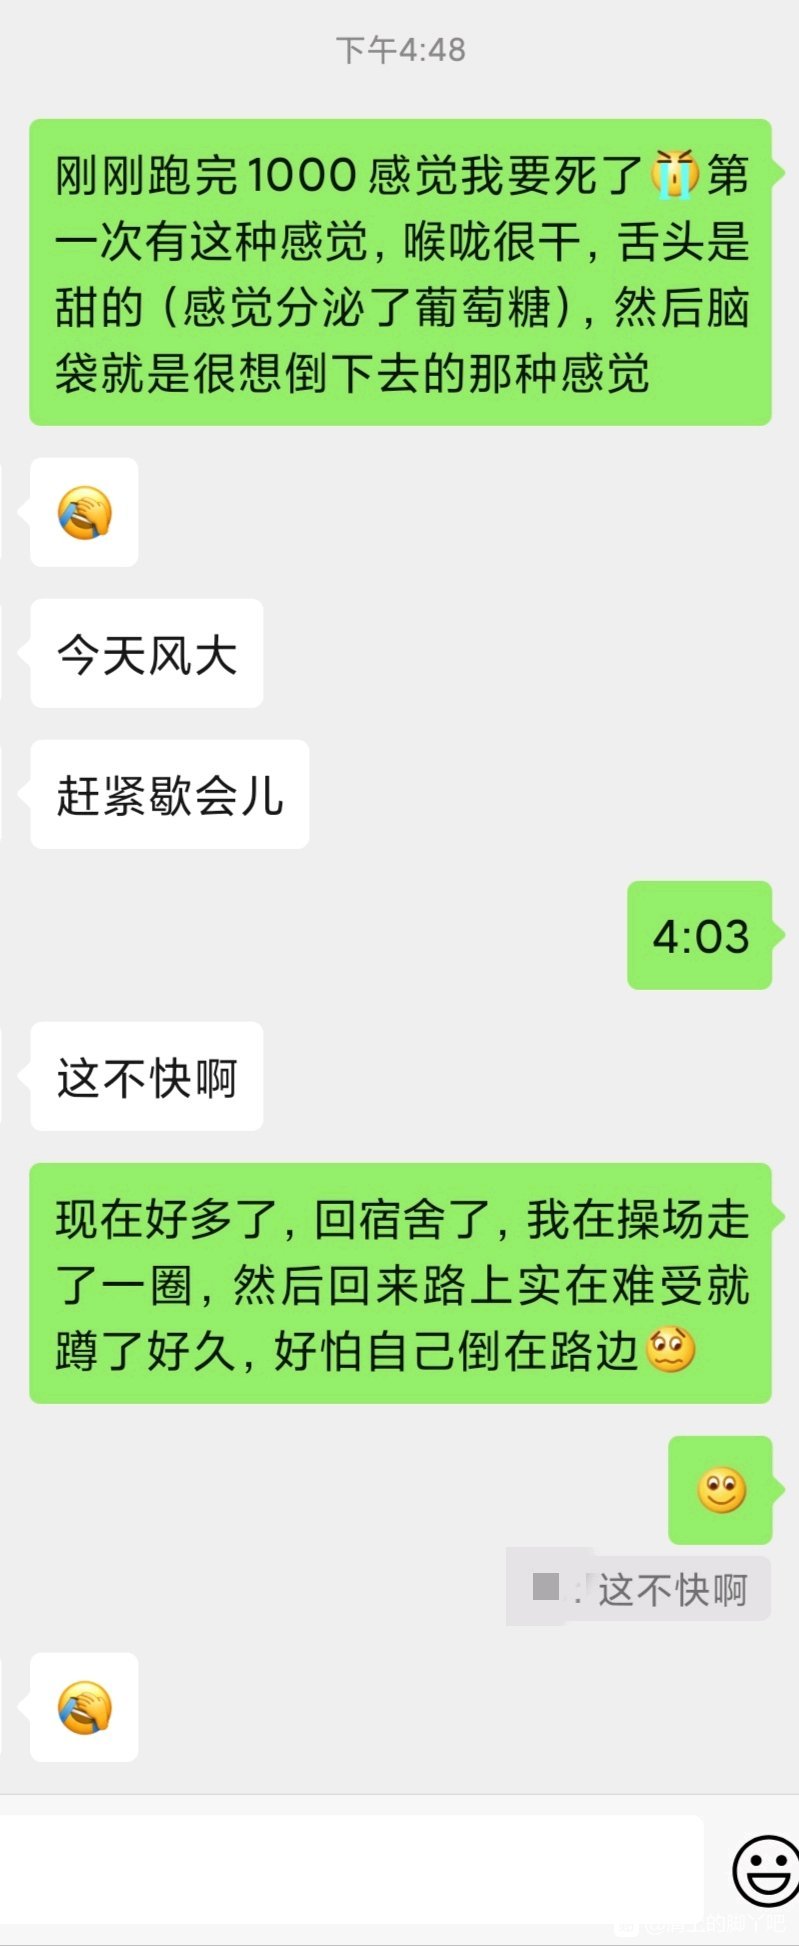 下午4:48
刚刚跑完1000感觉我要死了😭第
一次有这种感觉，喉咙很干，舌头是
甜的（感觉分泌了葡萄糖），然后脑
袋就是很想倒下去的那种感觉
今天风大
赶紧歇会儿
4:03
这不快啊
现在好多了，回宿舍了，我在操场走
了一圈，然后回来路上实在难受就
蹲了好久，好怕自己倒在路边
：这不快啊
的脚丫吧